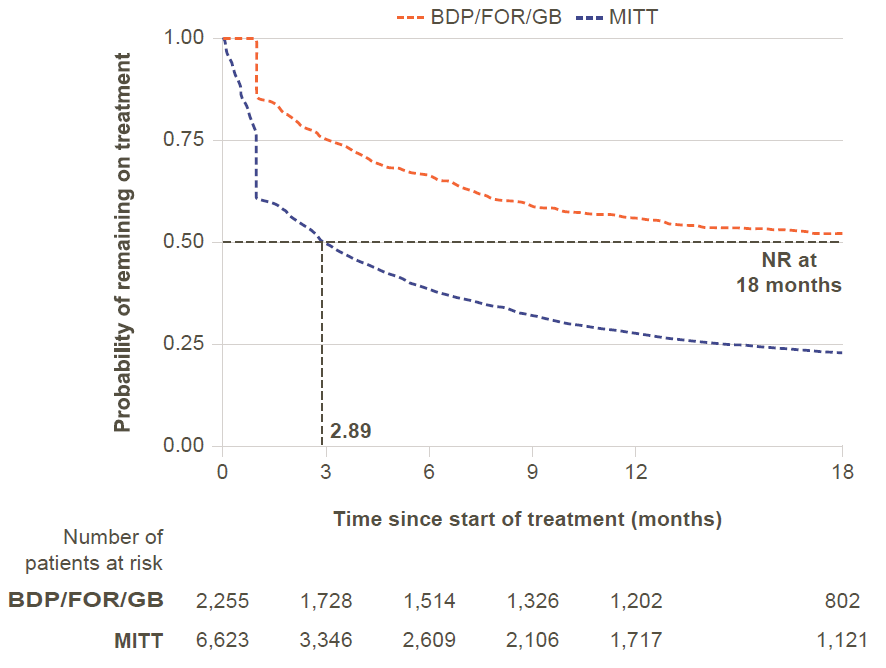 BDP/FOR/GB MITT
Probability of remaining on treatment
1.00
0.75
0.50
0.25
0.00
NR at
18 months
2.89
0 3 6 9 12 18
Time since start of treatment (months)
Number of
patients at risk
BDP/FOR/GB 2,255 1,728 1,514 1,326 1,202 802
MITT 6,623 3,346 2,609 2,106 1,717 1,121